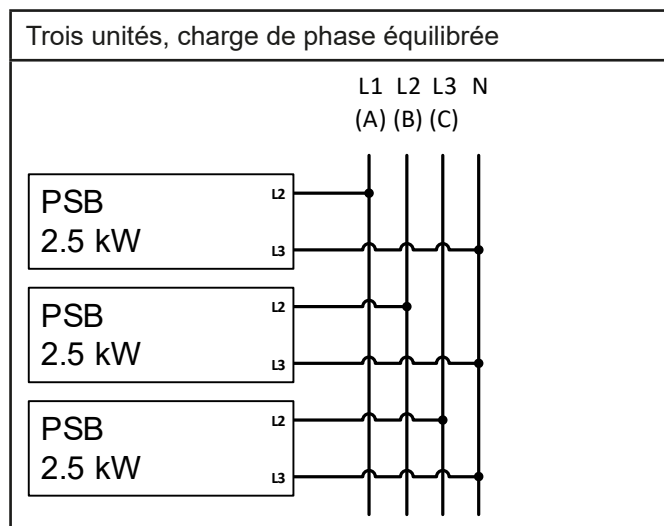 Trois unités, charge de phase équilibrée
L1 L2 L3 N
(A) (B) (C)
PSB
2.5 kW
L2
L3
PSB
2.5 kW
L2
L3
PSB
2.5 kW
L2
L3